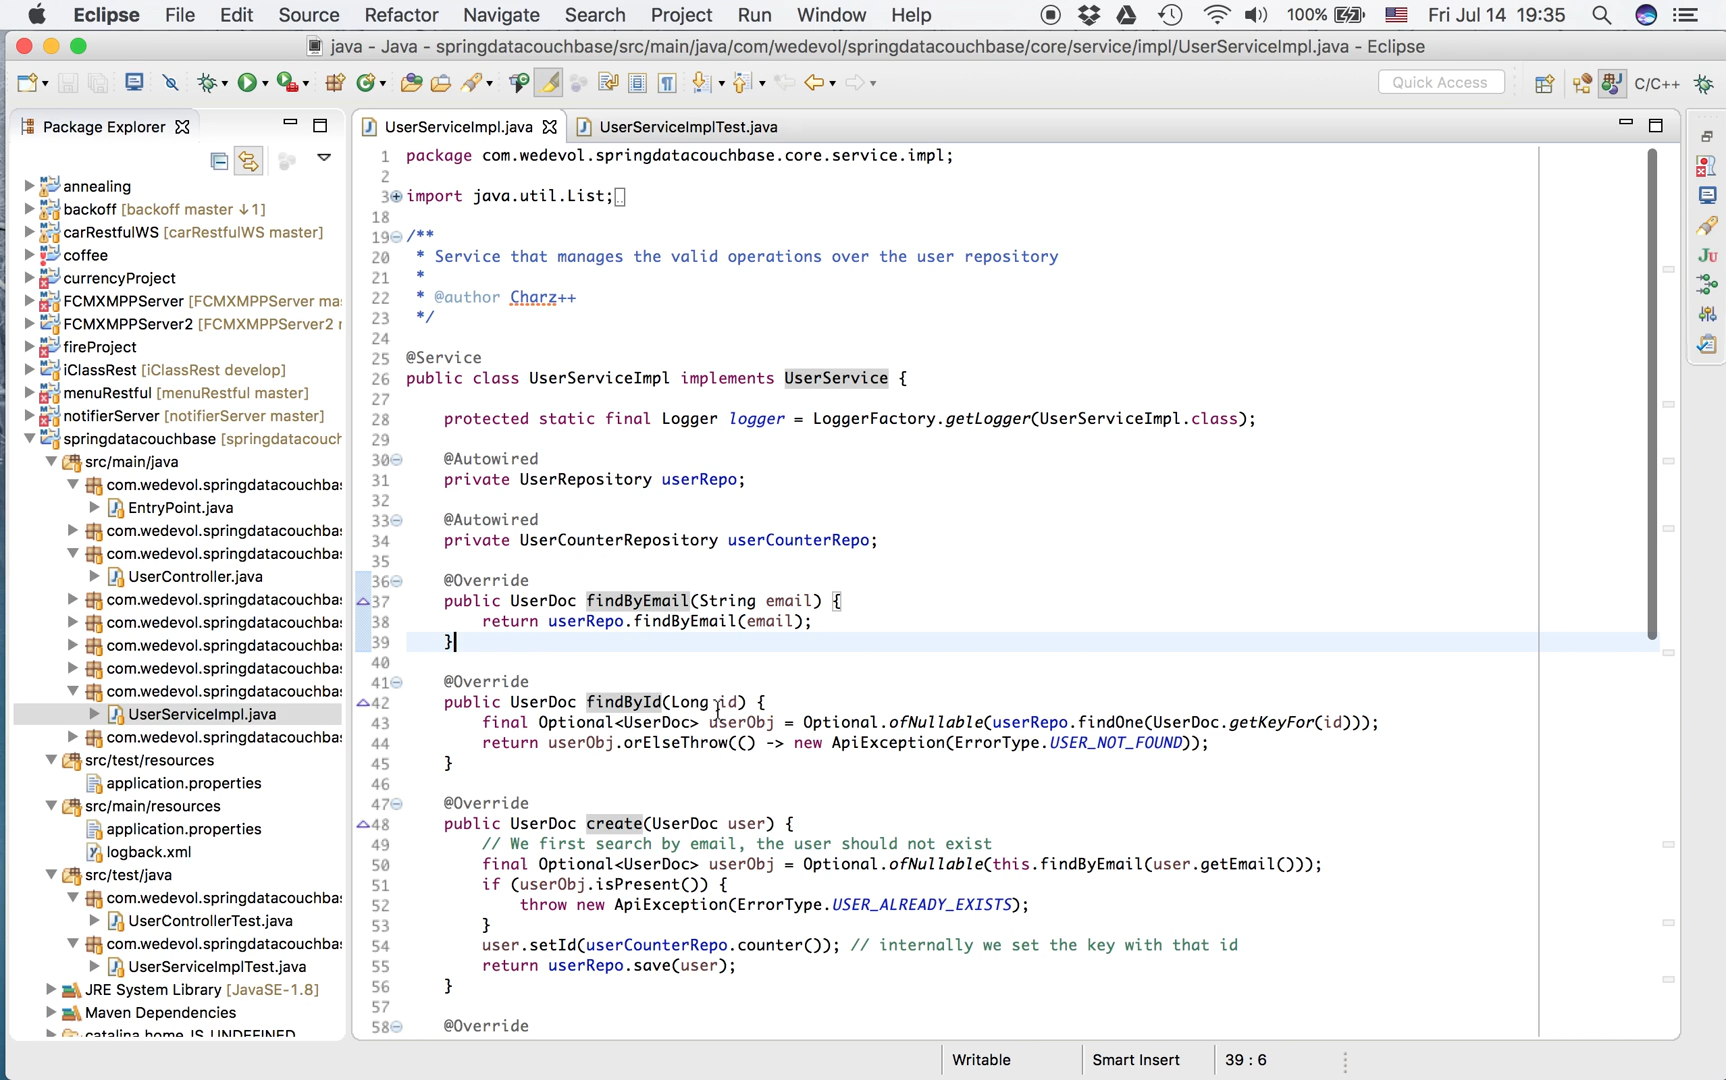 Eclipse File Edit Source Refactor Navigate Search Project Run Window Help 100% Fri Jul 14 19:35
java - Java - springdatacouchbase/src/main/java/com/wedevol/springdatacouchbase/core/service/impl/UserServiceImpl.java - Eclipse
Quick Access C/C++
Package Explorer
annealing
backoff [backoff master ↓1]
carRestfulWS [carRestfulWS master]
coffee
currencyProject
FCMXMPPServer [FCMXMPPServer ma
FCMXMPPServer2 [FCMXMPPServer2 r
fireProject
iClassRest [iClassRest develop]
menuRestful [menuRestful master]
notifierServer [notifierServer master]
springdatacouchbase [springdatacouch
src/main/java
com.wedevol.springdatacouchba
EntryPoint.java
com.wedevol.springdatacouchba
com.wedevol.springdatacouchba
UserController.java
com.wedevol.springdatacouchba
com.wedevol.springdatacouchba
com.wedevol.springdatacouchba
com.wedevol.springdatacouchba
com.wedevol.springdatacouchba
UserServiceImpl.java
com.wedevol.springdatacouchba
src/test/resources
application.properties
src/main/resources
application.properties
logback.xml
src/test/java
com.wedevol.springdatacouchba
UserControllerTest.java
com.wedevol.springdatacouchba
UserServiceImplTest.java
JRE System Library [JavaSE-1.8]
Maven Dependencies
catalina.home IS UNDEFINED
UserServiceImpl.java UserServiceImplTest.java
1 package com.wedevol.springdatacouchbase.core.service.impl;
2
3 import java.util.List;
18
19 /**
20 * Service that manages the valid operations over the user repository
21 *
22 * @author Charz++
23 */
24
25 @Service
26 public class UserServiceImpl implements UserService {
27
28 protected static final Logger logger = LoggerFactory.getLogger(UserServiceImpl.class);
29
30 @Autowired
31 private UserRepository userRepo;
32
33 @Autowired
34 private UserCounterRepository userCounterRepo;
35
36 @Override
37 public UserDoc findByEmail(String email) {
38 return userRepo.findByEmail(email);
39 }
40
41 @Override
42 public UserDoc findById(Long id) {
43 final Optional<UserDoc> userObj = Optional.ofNullable(userRepo.findOne(UserDoc.getKeyFor(id)));
44 return userObj.orElseThrow(() -> new ApiException(ErrorType.USER_NOT_FOUND));
45 }
46
47 @Override
48 public UserDoc create(UserDoc user) {
49 // We first search by email, the user should not exist
50 final Optional<UserDoc> userObj = Optional.ofNullable(this.findByEmail(user.getEmail()));
51 if (userObj.isPresent()) {
52 throw new ApiException(ErrorType.USER_ALREADY_EXISTS);
53 }
54 user.setId(userCounterRepo.counter()); // internally we set the key with that id
55 return userRepo.save(user);
56 }
57
58 @Override
Ju
Writable Smart Insert 39 : 6